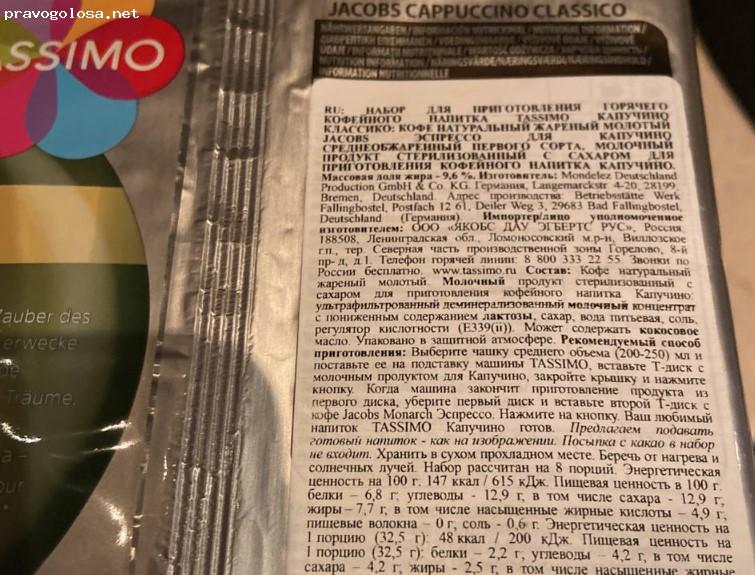 pravogolosa.net
TASSIMO
JACOBS CAPPUCCINO CLASSICO
INFORMATION NUTRITIONNELLE
RU: НАБОР ДЛЯ ПРИГОТОВЛЕНИЯ ГОРЯЧЕГО
КОФЕЙНОГО НАПИТКА TASSIMO КАПУЧИНО
КЛАССИКО: КОФЕ НАТУРАЛЬНЫЙ ЖАРЕНЫЙ МОЛОТЫЙ
JACOBS ЭСПРЕССО ДЛЯ КАПУЧИНО
СРЕДНЕОБЖАРЕННЫЙ ПЕРВОГО СОРТА, МОЛОЧНЫЙ
ПРОДУКТ СТЕРИЛИЗОВАННЫЙ С САХАРОМ ДЛЯ
ПРИГОТОВЛЕНИЯ КОФЕЙНОГО НАПИТКА КАПУЧИНО.
Массовая доля жира - 9,6 %. Изготовитель: Mondelez Deutschland
Production GmbH & Co. KG. Германия, Langemarckstr 4-20, 28199,
Bremen, Deutschland. Адрес производства: Betriebsstätte Werk
Fallingbostel, Postfach 12 61, Deiler Weg 3, 29683 Bad Fallingbostel,
Deutschland (Германия). Импортер/лицо уполномоченное
изготовителем: ООО «ЯКОБС ДАУ ЭГБЕРТС РУС», Россия,
188508, Ленинградская обл., Ломоносовский м.р-н, Виллозское
г.п., тер. Северная часть производственной зоны Горелово, 8-й
пр-д, д.1. Телефон горячей линии: 8 800 333 22 55. Звонки по
России бесплатно. www.tassimo.ru Состав: Кофе натуральный
жареный молотый. Молочный продукт стерилизованный с
сахаром для приготовления кофейного напитка Капучино:
ультрафильтрованный деминерализованный молочный концентрат
с пониженным содержанием лактозы, сахар, вода питьевая, соль,
регулятор кислотности (E339(ii)). Может содержать кокосовое
масло. Упаковано в защитной атмосфере. Рекомендуемый способ
приготовления: Выберите чашку среднего объема (200-250) мл и
поставьте ее на подставку машины TASSIMO, вставьте Т-диск с
молочным продуктом для Капучино, закройте крышку и нажмите
кнопку. Когда машина закончит приготовление продукта из
первого диска, уберите первый диск и вставьте второй Т-диск с
кофе Jacobs Monarch Эспрессо. Нажмите на кнопку. Ваш любимый
напиток TASSIMO Капучино готов. Предлагаем подавать
готовый напиток - как на изображении. Посыпка с какао в набор
не входит. Хранить в сухом прохладном месте. Беречь от нагрева и
солнечных лучей. Набор рассчитан на 8 порций. Энергетическая
ценность на 100 г: 147 ккал / 615 кДж. Пищевая ценность в 100 г:
белки – 6,8 г; углеводы - 12,9 г, в том числе сахара - 12,9 г,
жиры – 7,7 г, в том числе насыщенные жирные кислоты – 4,9 г,
пищевые волокна – 0 г, соль - 0,6 г. Энергетическая ценность на
1 порцию (32,5 г): 48 ккал / 200 кДж. Пищевая ценность на
1 порцию (32,5 г): белки – 2,2 г, углеводы – 4,2 г, в том числе
сахара – 4,2 г, жиры - 2,5 г, в том числе насыщенные жирные
Zauber des
erwecke
Träume.